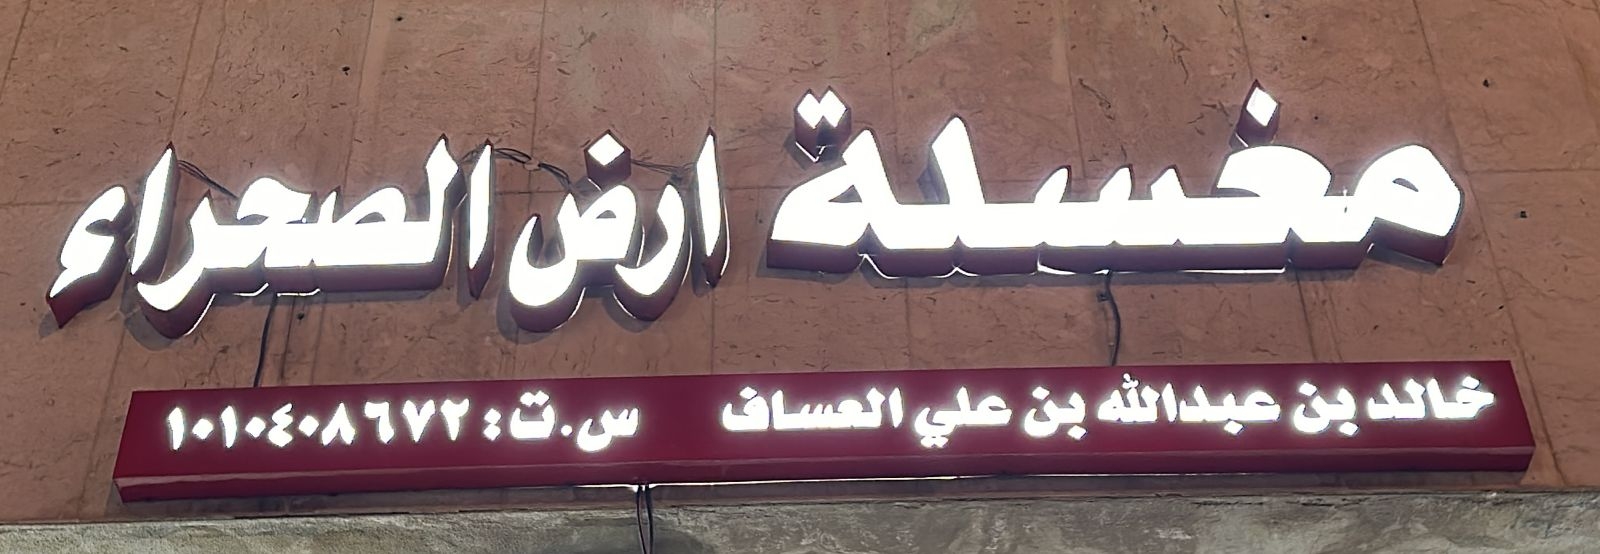 مغسلة ارض الصحراء
خالد بن عبدالله بن علي العساف س.ت: ١٠١٠٤٠٨٦٧٢